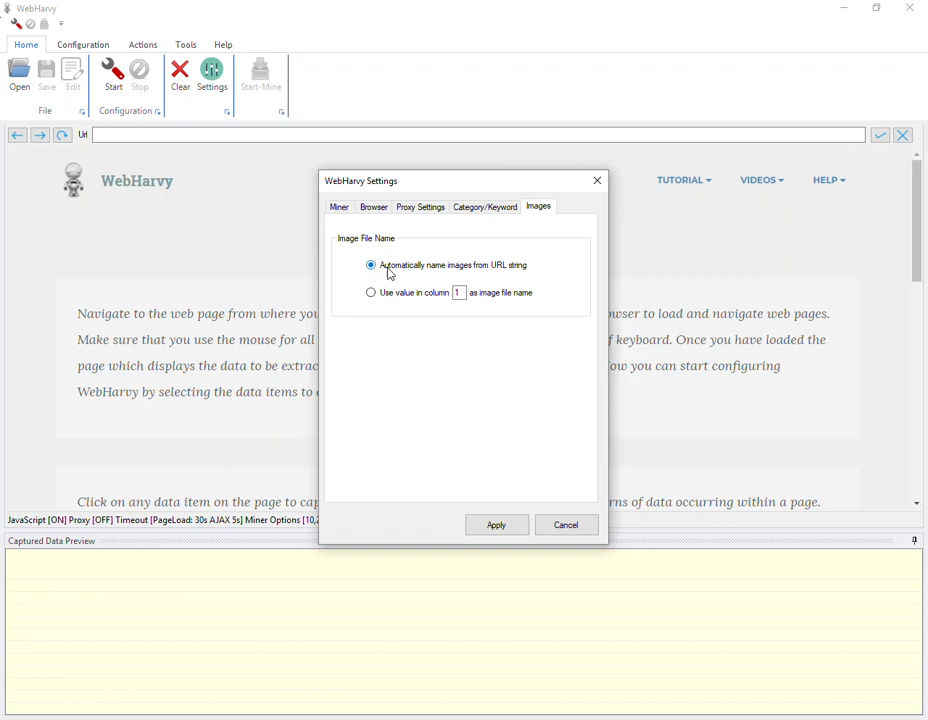 WebHarvy
Home Configuration Actions Tools Help
Open Save Edit Start Stop Clear Settings Start-Mine
File Configuration
Url
WebHarvy TUTORIAL VIDEOS HELP
WebHarvy Settings
Miner Browser Proxy Settings Category/Keyword Images
Image File Name
Automatically name images from URL string
Use value in column 1 as image file name
Navigate to the web page from where you wser to load and navigate web pages.
Make sure that you use the mouse for all f keyboard. Once you have loaded the
page which displays the data to be extrac ow you can start configuring
WebHarvy by selecting the data items to
Click on any data item on the page to cap rns of data occurring within a page.
Apply Cancel
JavaScript [ON] Proxy [OFF] Timeout [PageLoad: 30s AJAX 5s] Miner Options [10,2
Captured Data Preview